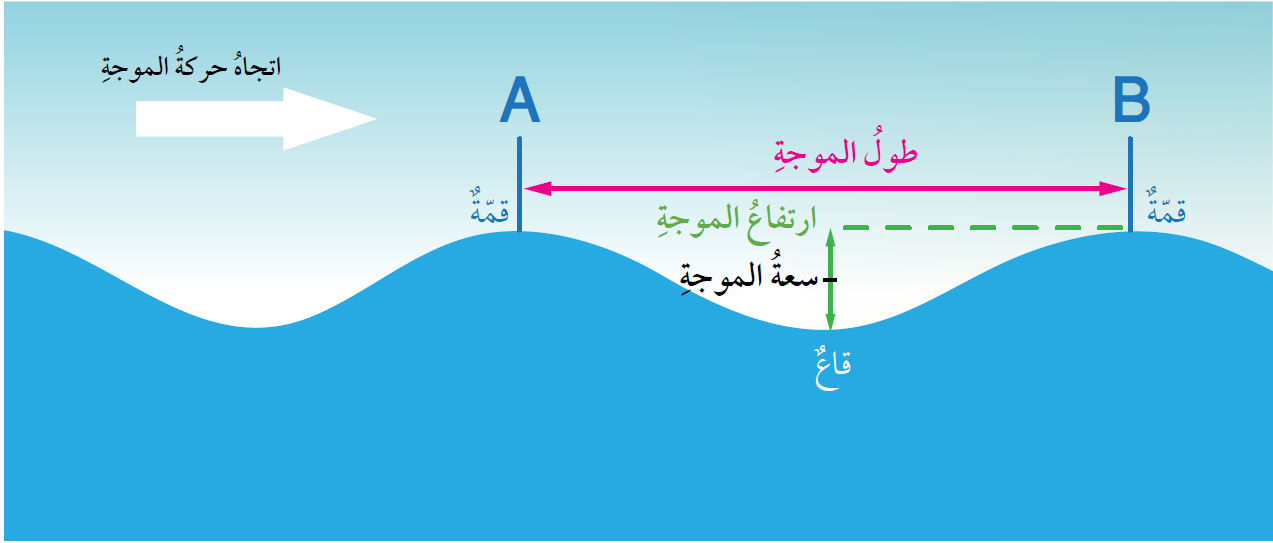 اتجاهُ حركةُ الموجةِ
A
B
طولُ الموجةِ
قمّةٌ
قمّةٌ
ارتفاعُ الموجةِ
سعةُ الموجةِ
قاعٌ